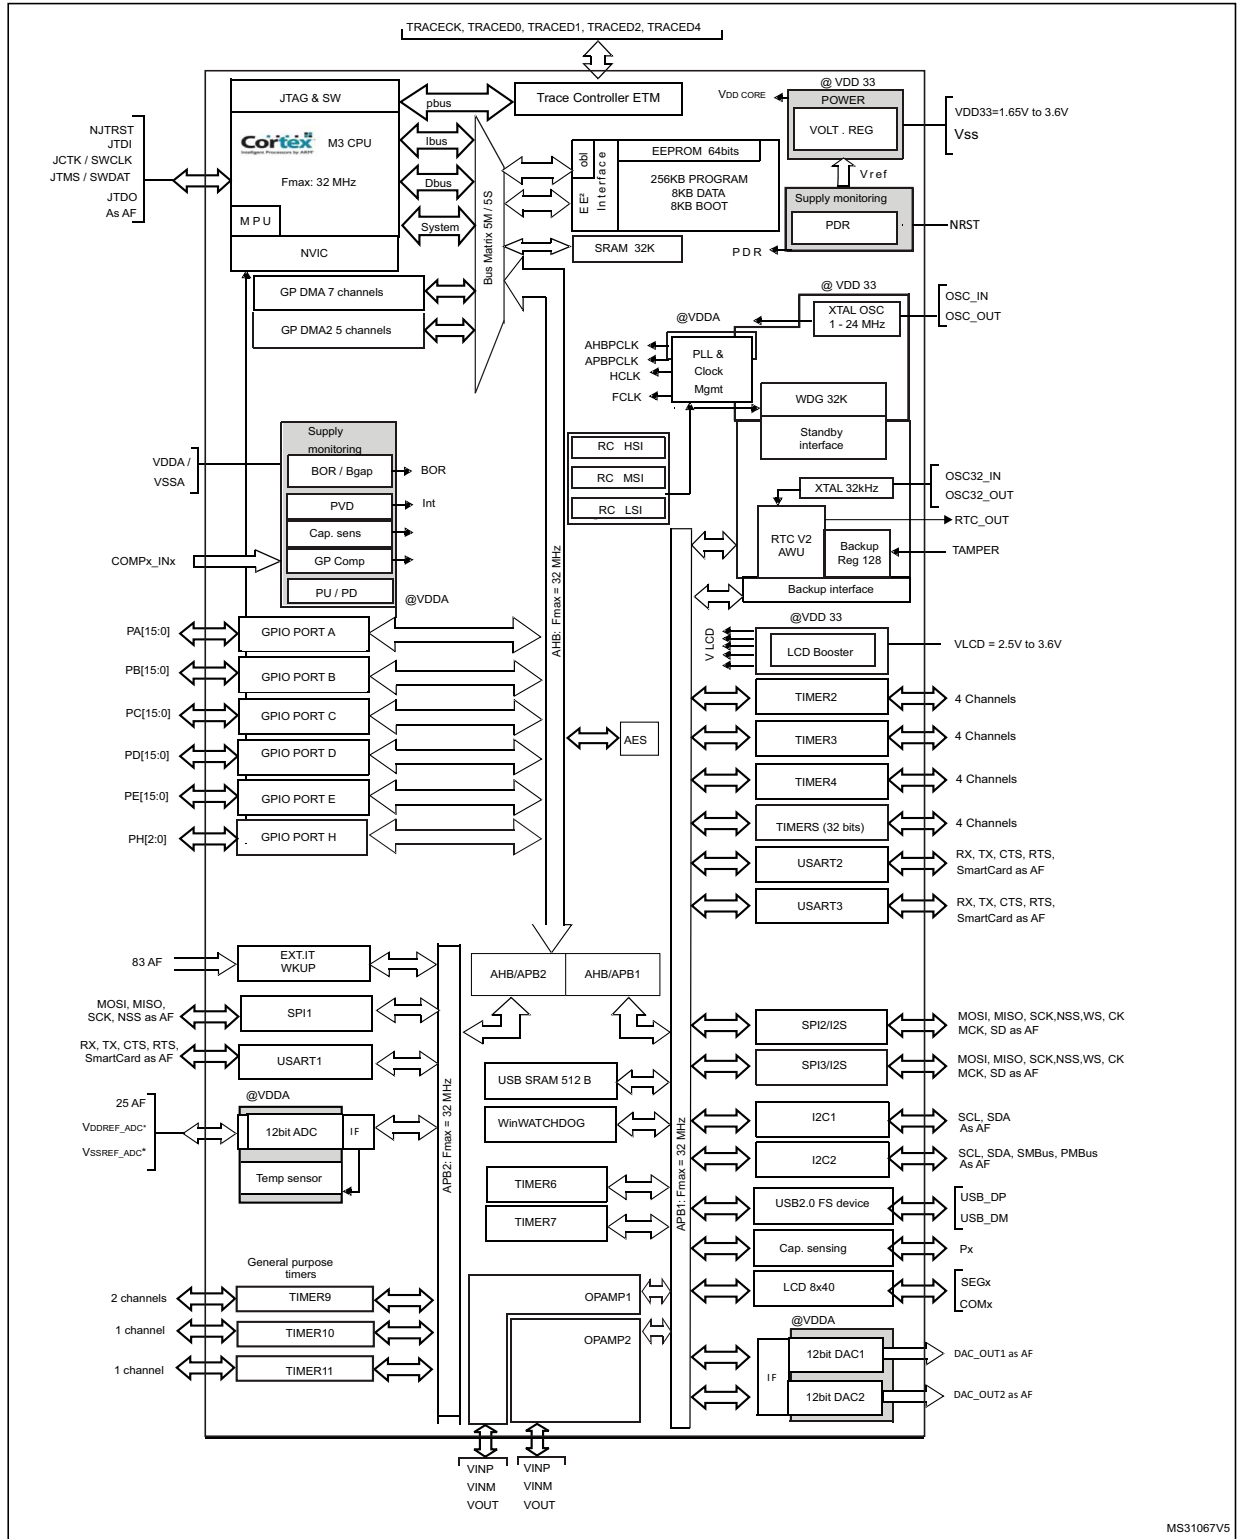 TRACECK, TRACED0, TRACED1, TRACED2, TRACED4
JTAG & SW
pbus
Trace Controller ETM
VDD CORE
@ VDD 33
POWER
VOLT . REG
VDD33=1.65V to 3.6V
Vss
NJTRST
JTDI
JCTK / SWCLK
JTMS / SWDAT
JTDO
As AF
Cortex
Intelligent Processors by ARM
M3 CPU
Fmax: 32 MHz
MPU
NVIC
Ibus
Dbus
System
Bus Matrix 5M / 5S
EE² Interface
obl
EEPROM 64bits
256KB PROGRAM
8KB DATA
8KB BOOT
SRAM 32K
Vref
Supply monitoring
PDR
PDR
NRST
GP DMA 7 channels
GP DMA2 5 channels
@ VDD 33
XTAL OSC
1 - 24 MHz
OSC_IN
OSC_OUT
@VDDA
PLL &
Clock
Mgmt
AHBPCLK
APBPCLK
HCLK
FCLK
WDG 32K
Standby
interface
RC HSI
RC MSI
RC LSI
XTAL 32kHz
OSC32_IN
OSC32_OUT
RTC V2
AWU
Backup
Reg 128
RTC_OUT
TAMPER
Backup interface
Supply
monitoring
VDDA /
VSSA
BOR / Bgap
BOR
PVD
Int
Cap. sens
COMPx_INx
GP Comp
PU / PD
@VDDA
AHB: Fmax = 32 MHz
PA[15:0]
GPIO PORT A
PB[15:0]
GPIO PORT B
PC[15:0]
GPIO PORT C
PD[15:0]
GPIO PORT D
PE[15:0]
GPIO PORT E
PH[2:0]
GPIO PORT H
AES
@VDD 33
V LCD
LCD Booster
VLCD = 2.5V to 3.6V
TIMER2
4 Channels
TIMER3
4 Channels
TIMER4
4 Channels
TIMERS (32 bits)
4 Channels
USART2
RX, TX, CTS, RTS,
SmartCard as AF
USART3
RX, TX, CTS, RTS,
SmartCard as AF
83 AF
EXT.IT
WKUP
AHB/APB2
AHB/APB1
MOSI, MISO,
SCK, NSS as AF
SPI1
RX, TX, CTS, RTS,
SmartCard as AF
USART1
APB2: Fmax = 32 MHz
APB1: Fmax = 32 MHz
SPI2/I2S
MOSI, MISO, SCK,NSS,WS, CK
MCK, SD as AF
SPI3/I2S
MOSI, MISO, SCK,NSS,WS, CK
MCK, SD as AF
USB SRAM 512 B
WinWATCHDOG
@VDDA
25 AF
VDDREF_ADC*
VSSREF_ADC*
12bit ADC
IF
Temp sensor
I2C1
SCL, SDA
As AF
I2C2
SCL, SDA, SMBus, PMBus
As AF
TIMER6
TIMER7
USB2.0 FS device
USB_DP
USB_DM
Cap. sensing
Px
LCD 8x40
SEGx
COMx
General purpose
timers
2 channels
TIMER9
1 channel
TIMER10
1 channel
TIMER11
OPAMP1
OPAMP2
@VDDA
IF
12bit DAC1
DAC_OUT1 as AF
12bit DAC2
DAC_OUT2 as AF
VINP
VINM
VOUT
VINP
VINM
VOUT
MS31067V5